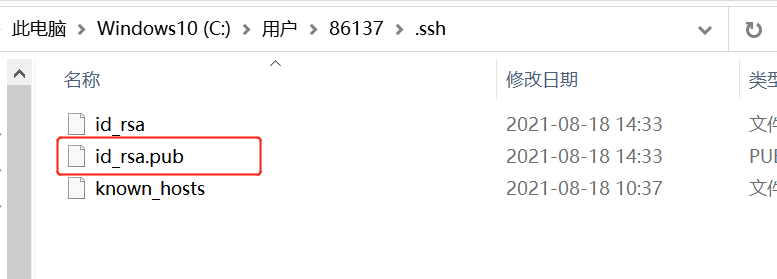 此电脑 > Windows10 (C:) > 用户 > 86137 > .ssh
名称 修改日期 类型
id_rsa 2021-08-18 14:33 文件
id_rsa.pub 2021-08-18 14:33 PUB
known_hosts 2021-08-18 10:37 文件